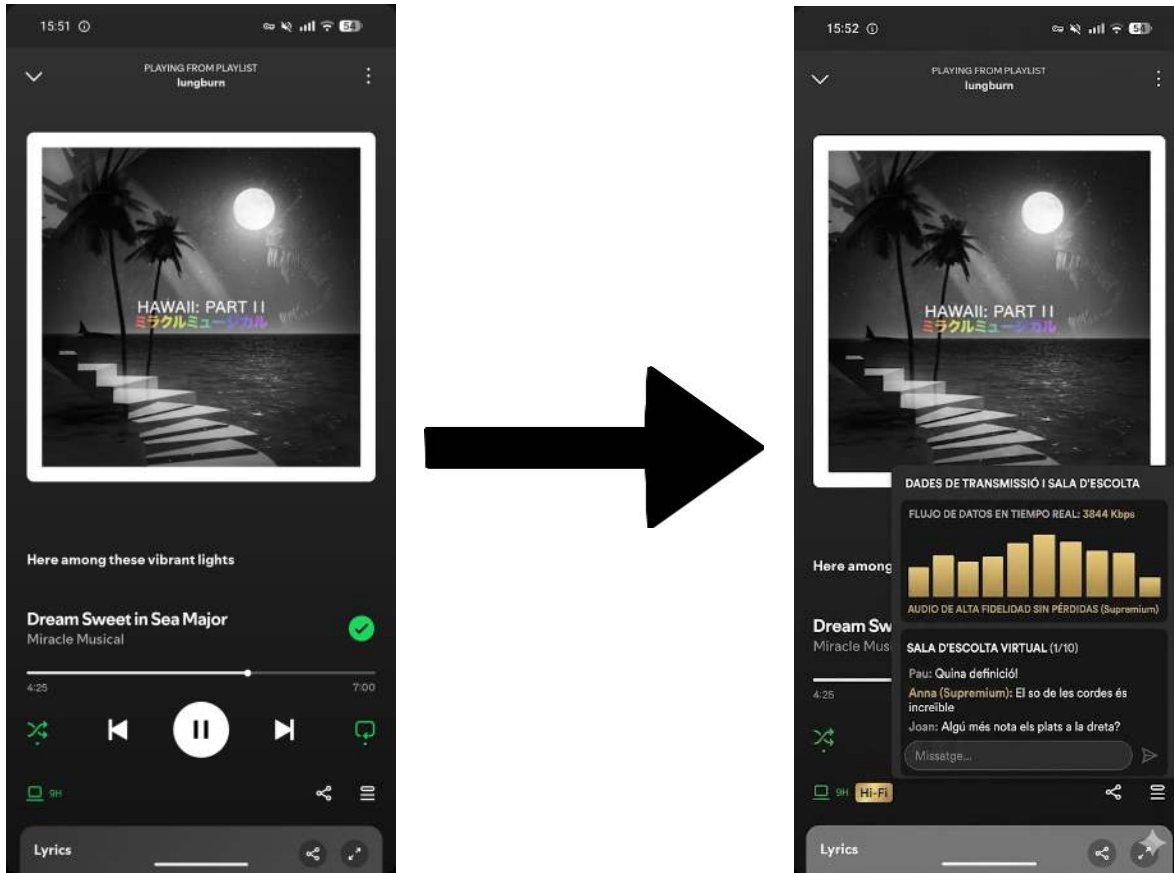 15:51
54
PLAYING FROM PLAYLIST
lungburn
HAWAII: PART II
ミラクルミュージカル
Here among these vibrant lights
Dream Sweet in Sea Major
Miracle Musical
4:25
7:00
9H
Lyrics
15:52
54
PLAYING FROM PLAYLIST
lungburn
HAWAII: PART II
ミラクルミュージカル
DADES DE TRANSMISSIÓ I SALA D'ESCOLTA
FLUJO DE DATOS EN TIEMPO REAL: 3844 Kbps
AUDIO DE ALTA FIDELIDAD SIN PÉRDIDAS (Supremium)
Here among
Dream Sw
Miracle Mus
4:25
SALA D'ESCOLTA VIRTUAL (1/10)
Pau: Quina definició!
Anna (Supremium): El so de les cordes és
increïble
Joan: Algú més nota els plats a la dreta?
Missatge...
9H
Hi-Fi
Lyrics